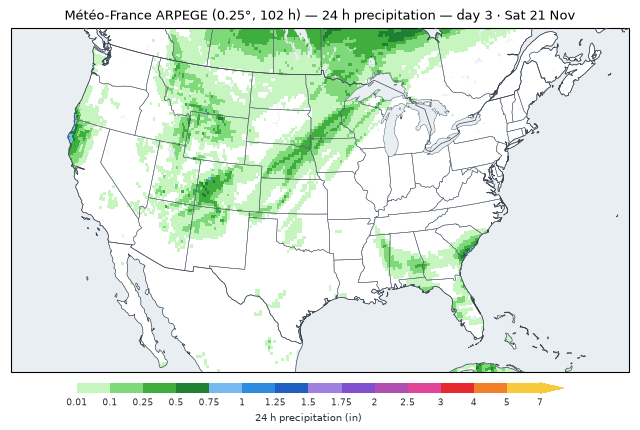 Météo-France ARPEGE (0.25°, 102 h) — 24 h precipitation — day 3 · Sat 21 Nov
0.01 0.1 0.25 0.5 0.75 1 1.25 1.5 1.75 2 2.5 3 4 5 7
24 h precipitation (in)